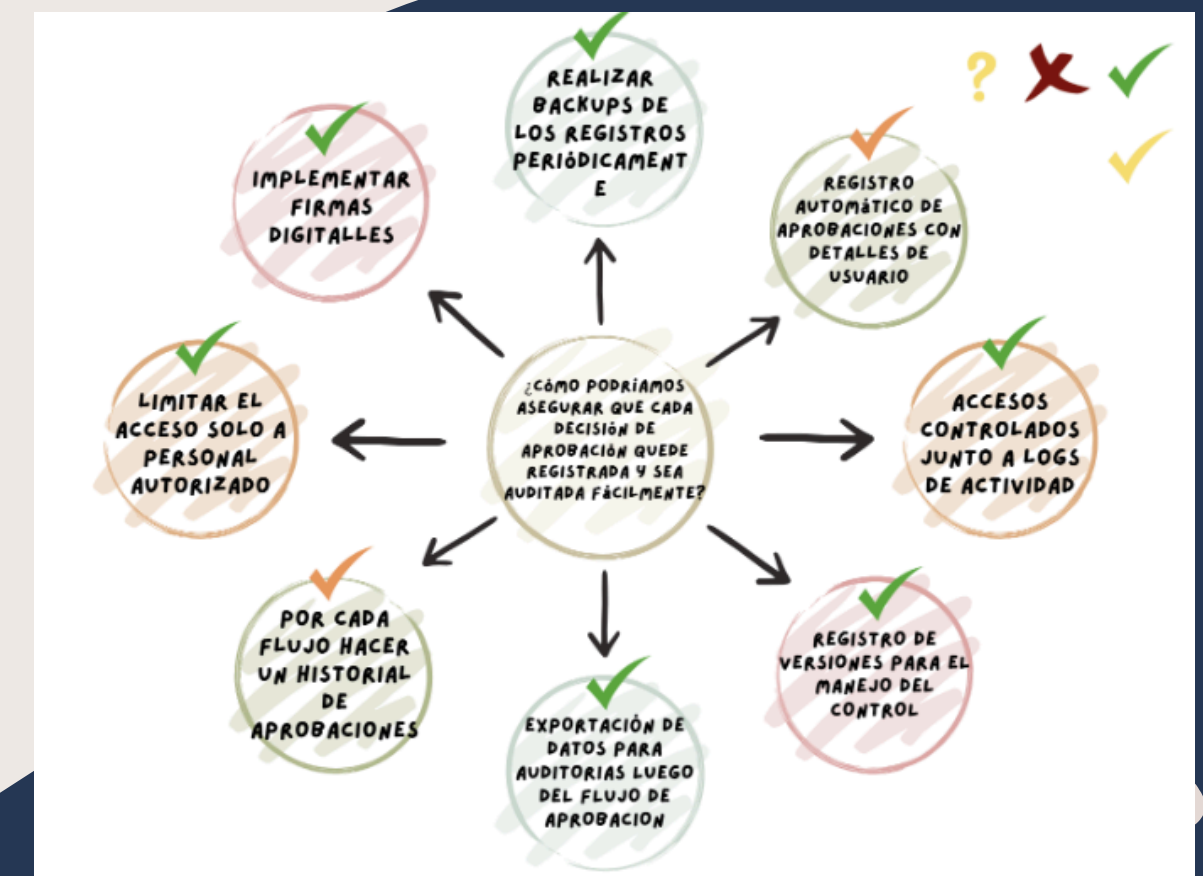 REALIZAR
BACKUPS DE
LOS REGISTROS
PERIÓDICAMENT
E
?
IMPLEMENTAR
FIRMAS
DIGITALLES
REGISTRO
AUTOMÁTICO DE
APROBACIONES CON
DETALLES DE
USUARIO
LIMITAR EL
ACCESO SOLO A
PERSONAL
AUTORIZADO
¿CÓMO PODRÍAMOS
ASEGURAR QUE CADA
DECISIÓN DE
APROBACIÓN QUEDE
REGISTRADA Y SEA
AUDITADA FÁCILMENTE?
ACCESOS
CONTROLADOS
JUNTO A LOGS
DE ACTIVIDAD
POR CADA
FLUJO HACER
UN HISTORIAL
DE
APROBACIONES
EXPORTACIÓN DE
DATOS PARA
AUDITORIAS LUEGO
DEL FLUJO DE
APROBACION
REGISTRO DE
VERSIONES PARA EL
MANEJO DEL
CONTROL